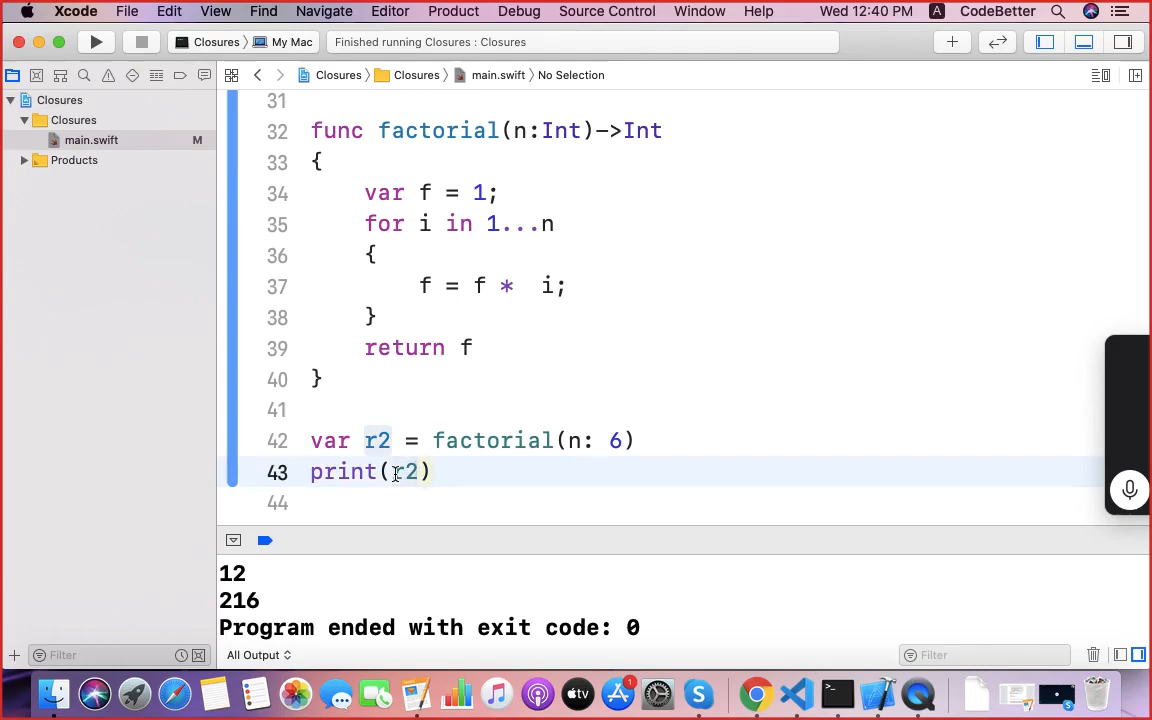 Xcode File Edit View Find Navigate Editor Product Debug Source Control Window Help Wed 12:40 PM A CodeBetter
Closures 〉 My Mac
Finished running Closures : Closures
Closures 〉 Closures 〉 main.swift 〉 No Selection
Closures
Closures
main.swift M
Products
31
32 func factorial(n:Int)->Int
33 {
34 var f = 1;
35 for i in 1...n
36 {
37 f = f *  i;
38 }
39 return f
40 }
41
42 var r2 = factorial(n: 6)
43 print(r2)
44
12
216
Program ended with exit code: 0
Filter
All Output
Filter
tv
1
S